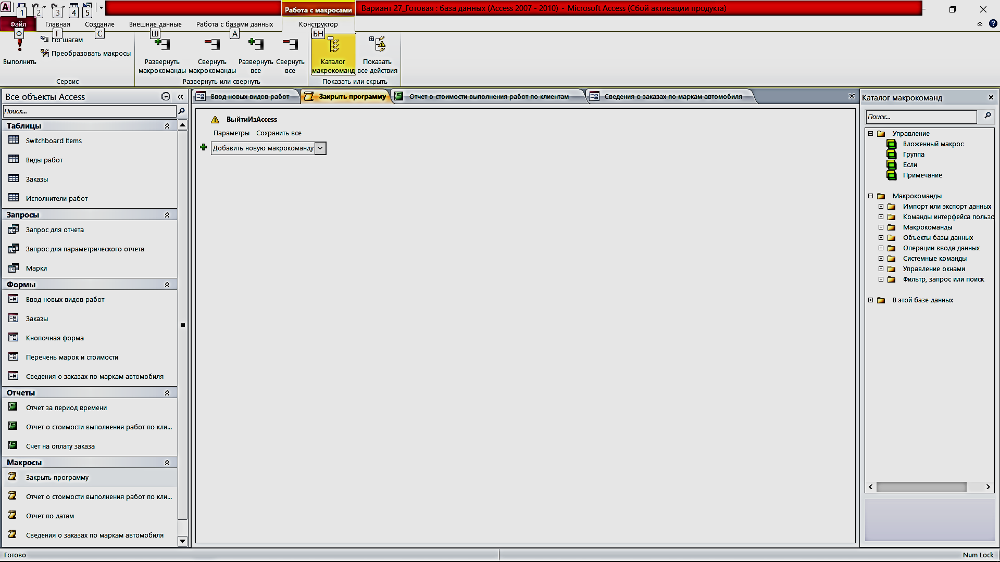 1 2 3 4 5
Работа с макросами
Вариант 27_Готовая : база данных (Access 2007 - 2010) - Microsoft Access (Сбой активации продукта)
Файл Главная Создание Внешние данные Работа с базами данных Конструктор
Ф Г С Ш А БН
По шагам
Преобразовать макросы
Выполнить
Развернуть макрокоманды
Свернуть макрокоманды
Развернуть все
Свернуть все
Каталог макрокоманд
Показать все действия
Сервис
Развернуть или свернуть
Показать или скрыть
Все объекты Access
Поиск...
Таблицы
Switchboard Items
Виды работ
Заказы
Исполнители работ
Запросы
Запрос для отчета
Запрос для параметрического отчета
Марки
Формы
Ввод новых видов работ
Заказы
Кнопочная форма
Перечень марок и стоимости
Сведения о заказах по маркам автомобиля
Отчеты
Отчет за период времени
Отчет о стоимости выполнения работ по кли...
Счет на оплату заказа
Макросы
Закрыть программу
Отчет о стоимости выполнения работ по кли...
Отчет по датам
Сведения о заказах по маркам автомобиля
Ввод новых видов работ
Закрыть программу
Отчет о стоимости выполнения работ по клиентам
Сведения о заказах по маркам автомобиля
ВыйтиИзAccess
Параметры Сохранить все
Добавить новую макрокоманду
Каталог макрокоманд
Поиск...
Управление
Вложенный макрос
Группа
Если
Примечание
Макрокоманды
Импорт или экспорт данных
Команды интерфейса пользо
Макрокоманды
Объекты базы данных
Операции ввода данных
Системные команды
Управление окнами
Фильтр, запрос или поиск
В этой базе данных
Готово
Num Lock